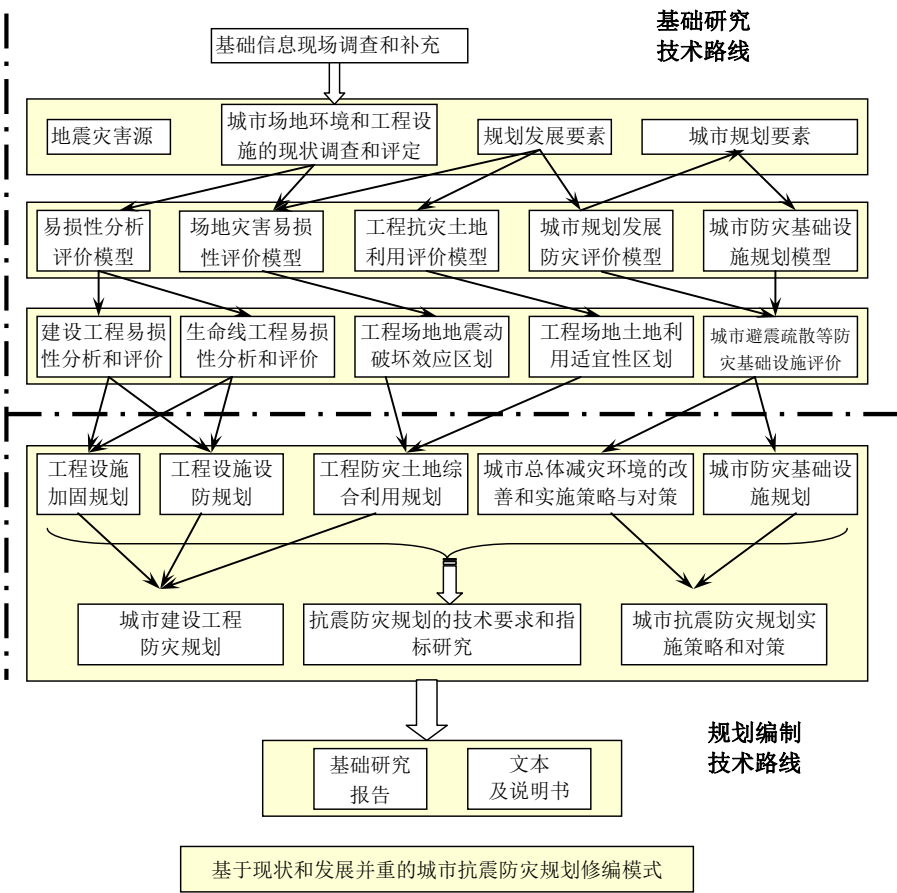 基础研究
技术路线
基础信息现场调查和补充
地震灾害源
城市场地环境和工程设
施的现状调查和评定
规划发展要素
城市规划要素
易损性分析
评价模型
场地灾害易损
性评价模型
工程抗灾土地
利用评价模型
城市规划发展
防灾评价模型
城市防灾基础设
施规划模型
建设工程易损
性分析和评价
生命线工程易损
性分析和评价
工程场地地震动
破坏效应区划
工程场地土地利
用适宜性区划
城市避震疏散等防
灾基础设施评价
工程设施
加固规划
工程设施设
防规划
工程防灾土地综
合利用规划
城市总体减灾环境的改
善和实施策略与对策
城市防灾基础设
施规划
城市建设工程
防灾规划
抗震防灾规划的技术要求和指
标研究
城市抗震防灾规划实
施策略和对策
规划编制
技术路线
基础研究
报告
文本
及说明书
基于现状和发展并重的城市抗震防灾规划修编模式